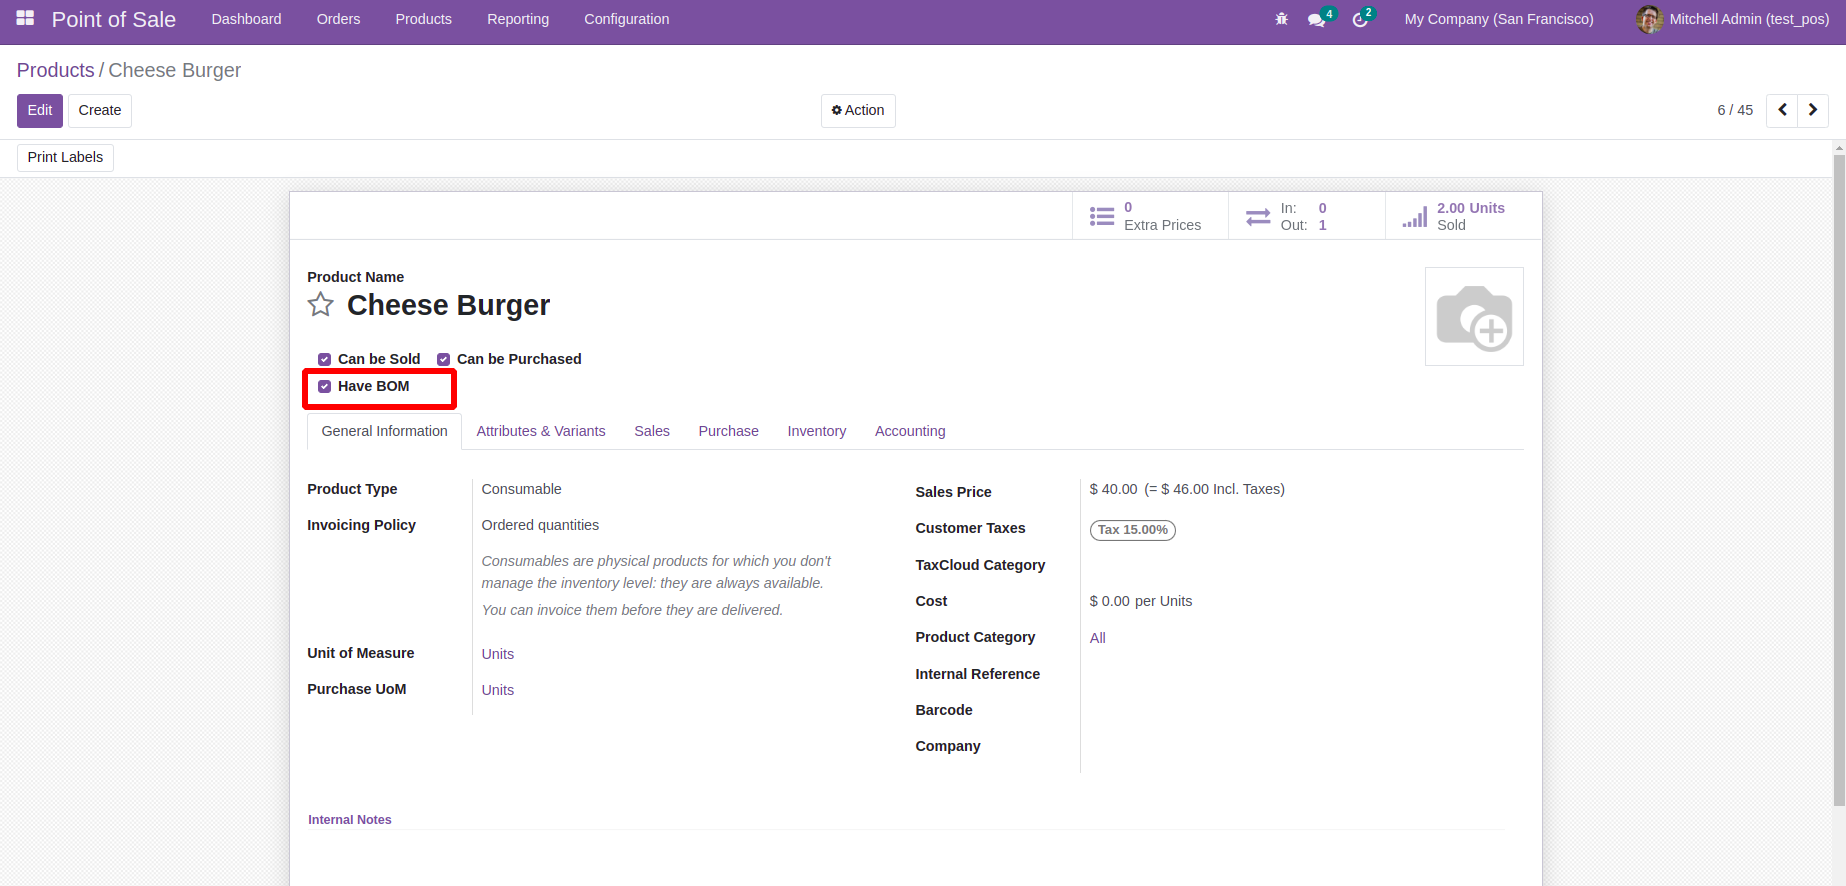 Point of Sale Dashboard Orders Products Reporting Configuration 4 2 My Company (San Francisco) Mitchell Admin (test_pos)
Products / Cheese Burger
Edit Create Action 6 / 45
Print Labels
0
Extra Prices
In: 0
Out: 1
2.00 Units
Sold
Product Name
Cheese Burger
Can be Sold Can be Purchased
Have BOM
General Information Attributes & Variants Sales Purchase Inventory Accounting
Product Type Consumable
Invoicing Policy Ordered quantities
Consumables are physical products for which you don't
manage the inventory level: they are always available.
You can invoice them before they are delivered.
Unit of Measure Units
Purchase UoM Units
Sales Price $ 40.00 (= $ 46.00 Incl. Taxes)
Customer Taxes Tax 15.00%
TaxCloud Category
Cost $ 0.00 per Units
Product Category All
Internal Reference
Barcode
Company
Internal Notes